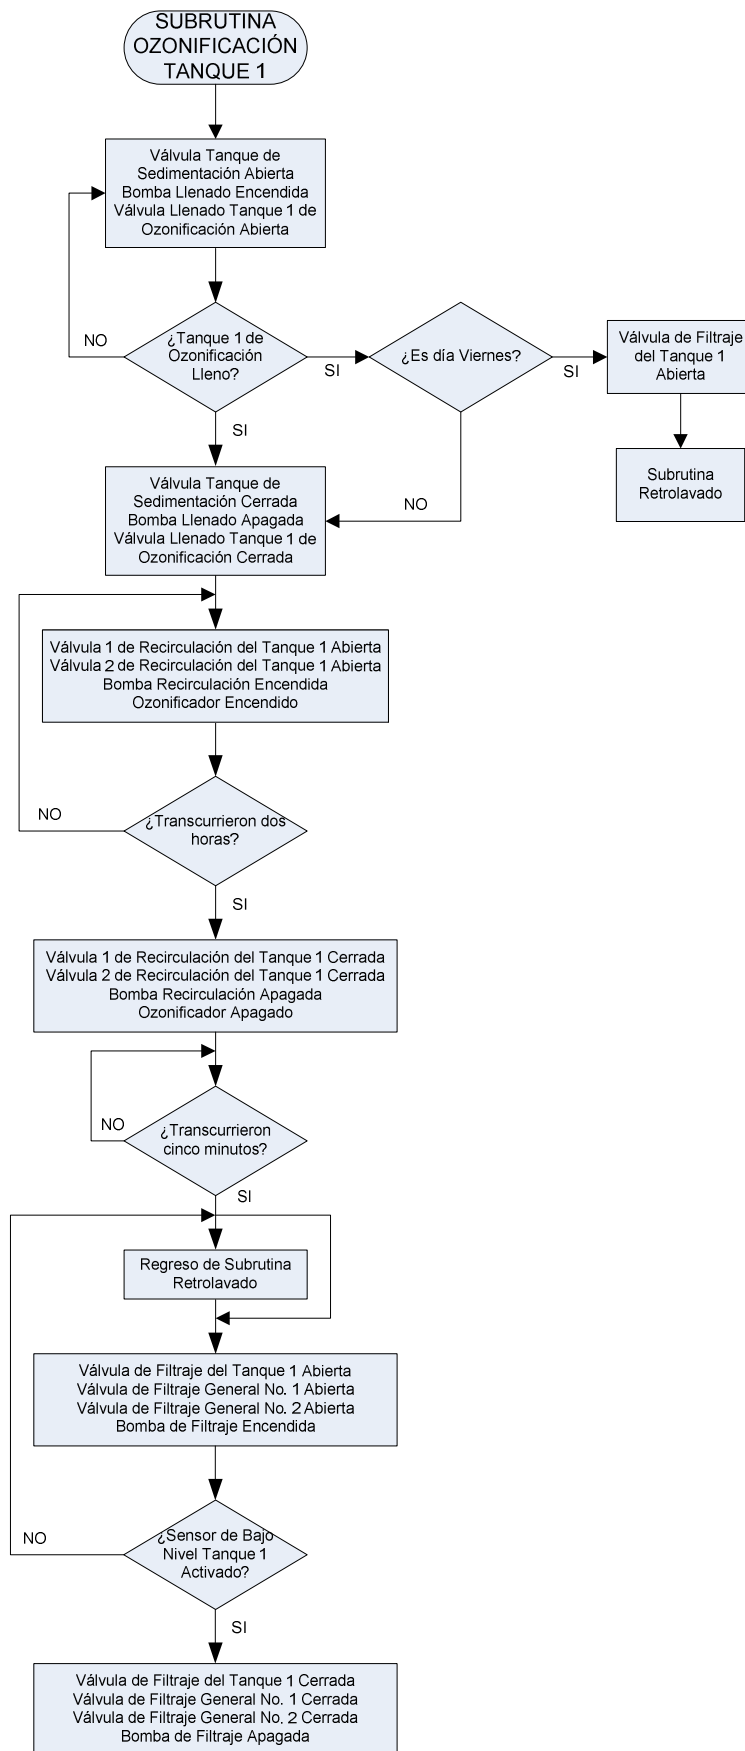 SUBRUTINA
OZONIFICACIÓN
TANQUE 1
Válvula Tanque de
Sedimentación Abierta
Bomba Llenado Encendida
Válvula Llenado Tanque 1 de
Ozonificación Abierta
¿Tanque 1 de
Ozonificación
Lleno?
NO
SI
SI
¿Es día Viernes?
SI
NO
Válvula de Filtraje
del Tanque 1
Abierta
Subrutina
Retrolavado
Válvula Tanque de
Sedimentación Cerrada
Bomba Llenado Apagada
Válvula Llenado Tanque 1 de
Ozonificación Cerrada
Válvula 1 de Recirculación del Tanque 1 Abierta
Válvula 2 de Recirculación del Tanque 1 Abierta
Bomba Recirculación Encendida
Ozonificador Encendido
NO
¿Transcurrieron dos
horas?
SI
Válvula 1 de Recirculación del Tanque 1 Cerrada
Válvula 2 de Recirculación del Tanque 1 Cerrada
Bomba Recirculación Apagada
Ozonificador Apagado
NO
¿Transcurrieron
cinco minutos?
SI
Regreso de Subrutina
Retrolavado
Válvula de Filtraje del Tanque 1 Abierta
Válvula de Filtraje General No. 1 Abierta
Válvula de Filtraje General No. 2 Abierta
Bomba de Filtraje Encendida
NO
¿Sensor de Bajo
Nivel Tanque 1
Activado?
SI
Válvula de Filtraje del Tanque 1 Cerrada
Válvula de Filtraje General No. 1 Cerrada
Válvula de Filtraje General No. 2 Cerrada
Bomba de Filtraje Apagada